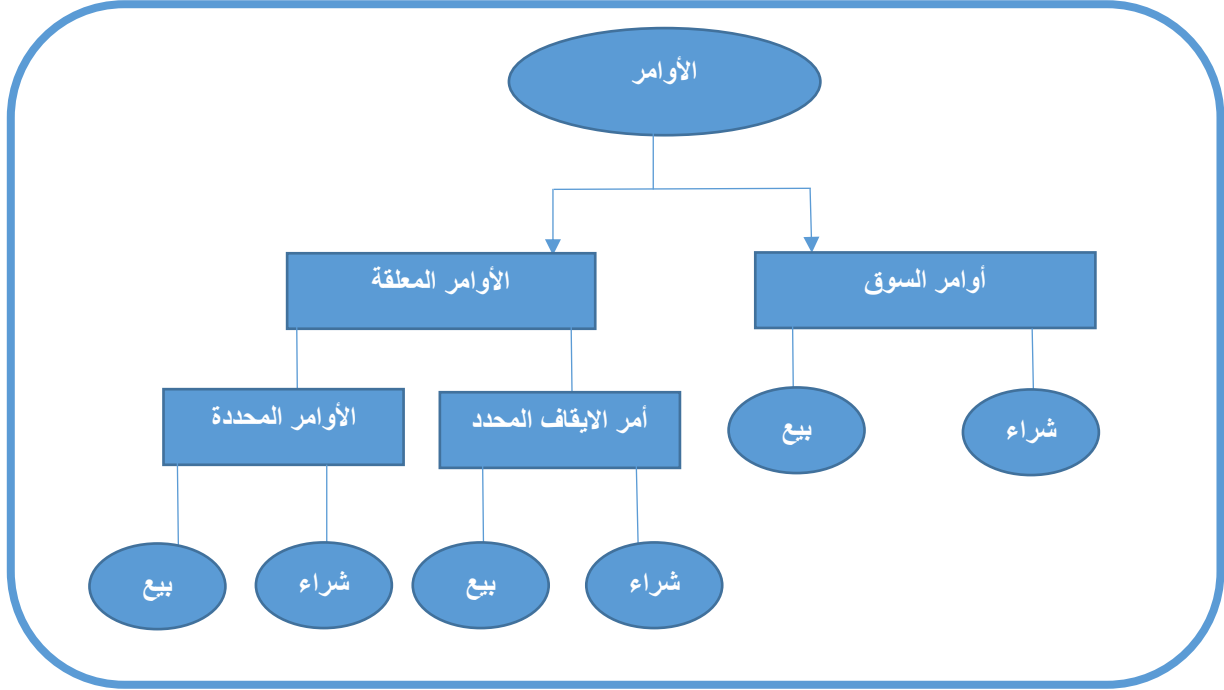 الأوامر
أوامر السوق
الأوامر المعلقة
شراء
بيع
أمر الايقاف المحدد
الأوامر المحددة
شراء
بيع
شراء
بيع